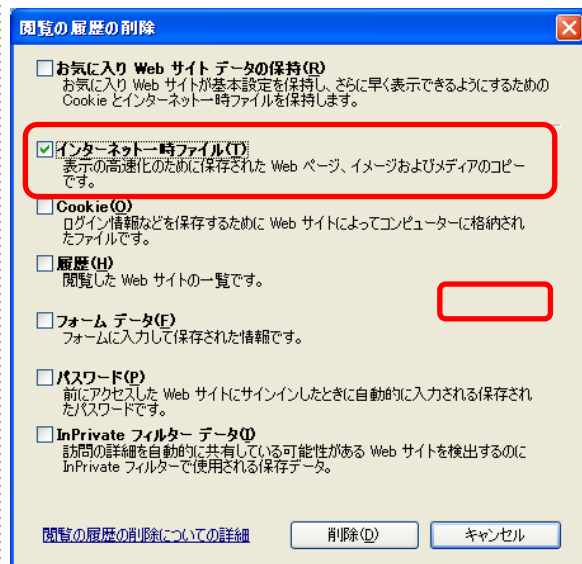 閲覧の履歴の削除
お気に入り Web サイト データの保持(R)
お気に入り Web サイトが基本設定を保持し、さらに早く表示できるようにするための
Cookie とインターネット一時ファイルを保持します。
インターネット一時ファイル(T)
表示の高速化のために保存された Web ページ、イメージおよびメディアのコピー
です。
Cookie(O)
ログイン情報などを保存するために Web サイトによってコンピューターに格納され
たファイルです。
履歴(H)
閲覧した Web サイトの一覧です。
フォーム データ(F)
フォームに入力して保存された情報です。
パスワード(P)
前にアクセスした Web サイトにサインインしたときに自動的に入力される保存され
たパスワードです。
InPrivate フィルター データ(I)
訪問の詳細を自動的に共有している可能性がある Web サイトを検出するのに
InPrivate フィルターで使用される保存データ。
閲覧の履歴の削除についての詳細
削除(D)
キャンセル